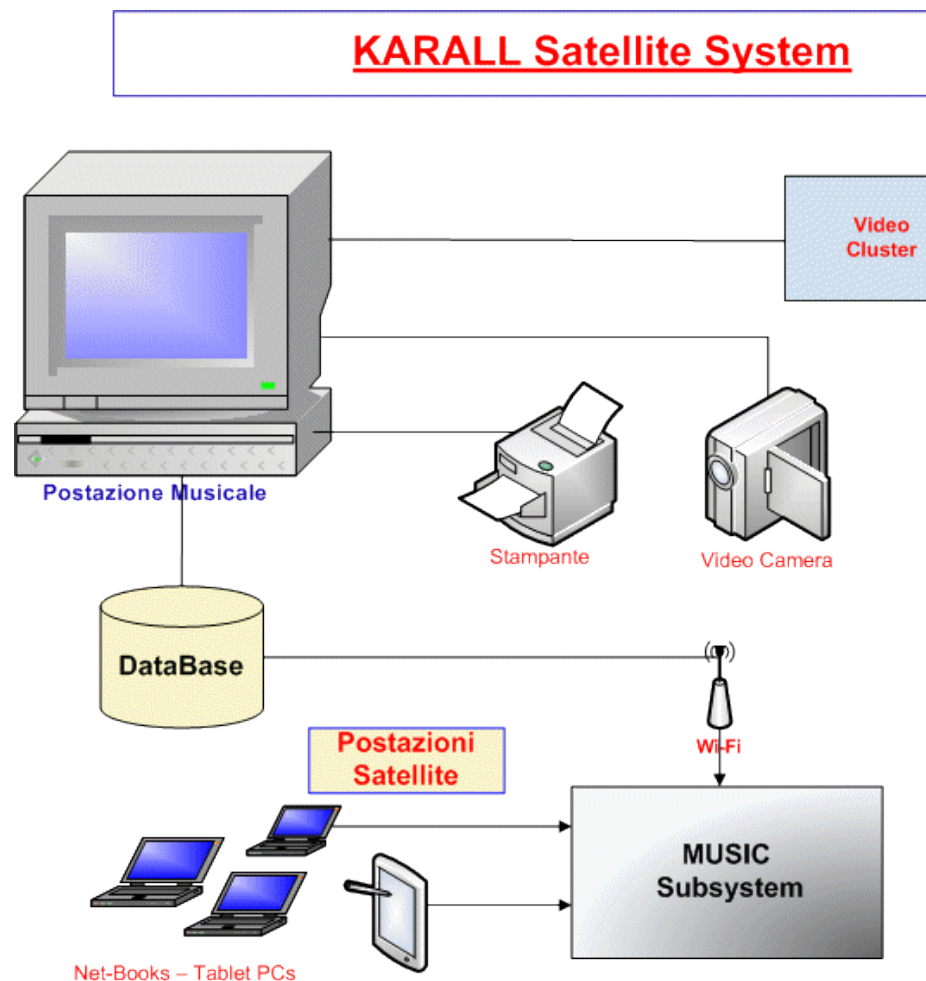 KARALL Satellite System
Video
Cluster
Postazione Musicale
Stampante
Video Camera
DataBase
Wi-Fi
Postazioni
Satellite
MUSIC
Subsystem
Net-Books – Tablet PCs